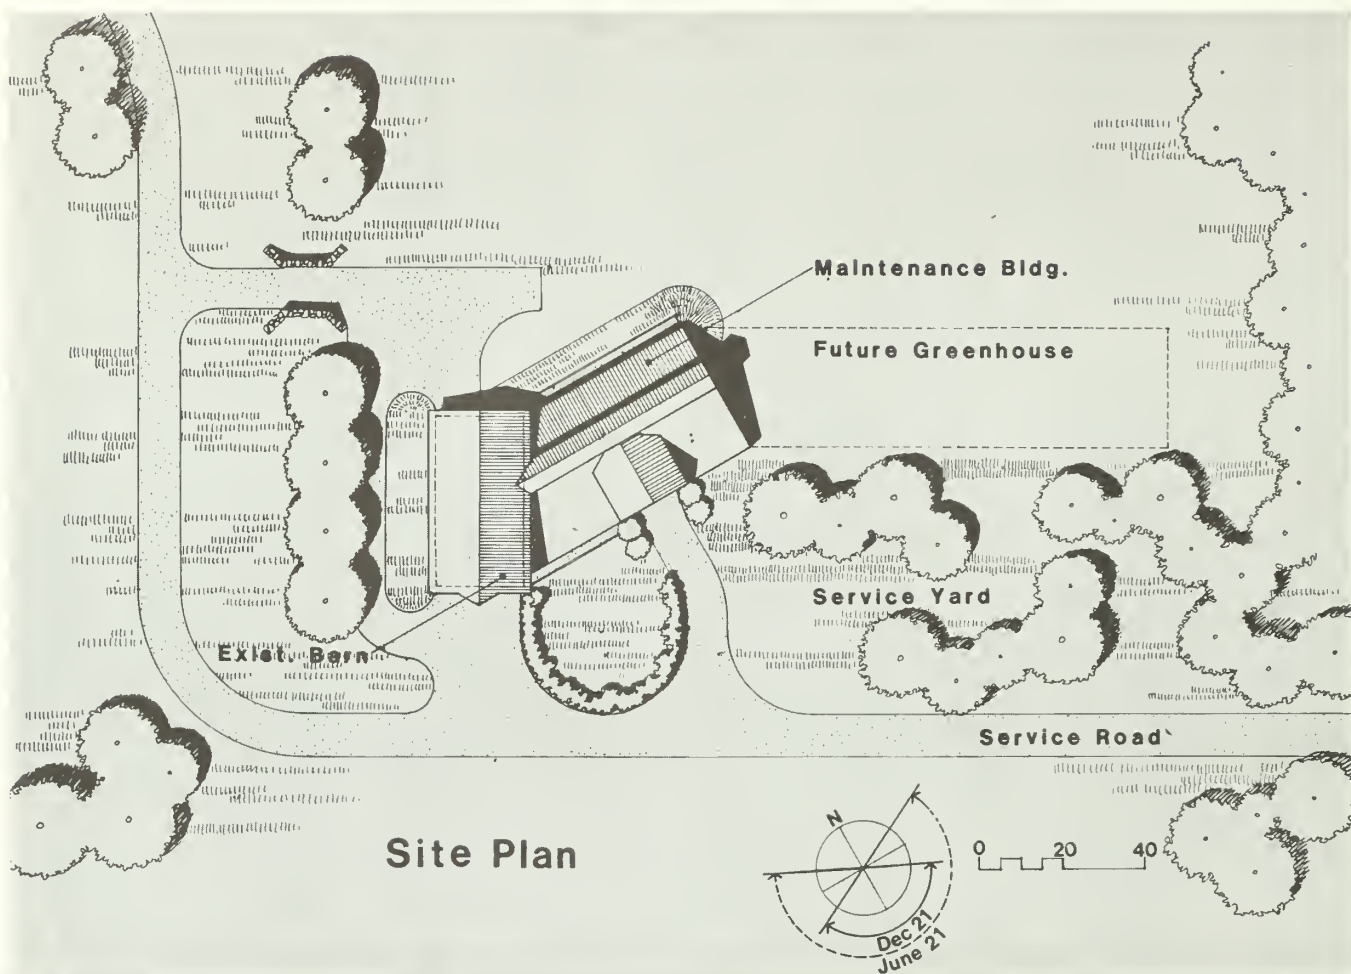 Maintenance Bldg.
Future Greenhouse
Service Yard
Exist. Barn
Service Road
Site Plan
N
0 20 40
Dec 21
June 21